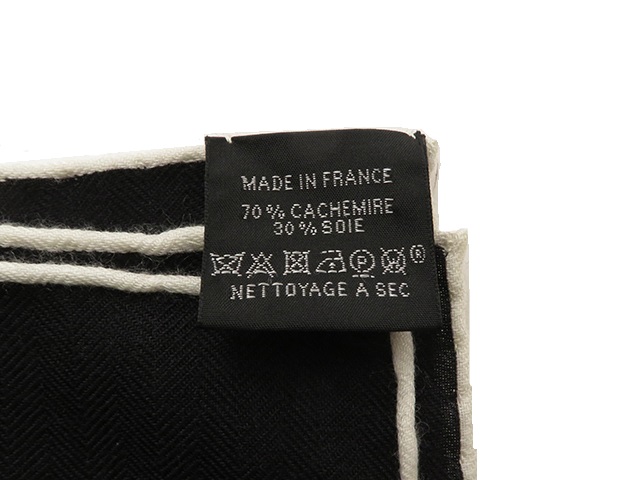 MADE IN FRANCE
70% CACHEMIRE
30% SOIE
P ®
NETTOYAGE A SEC